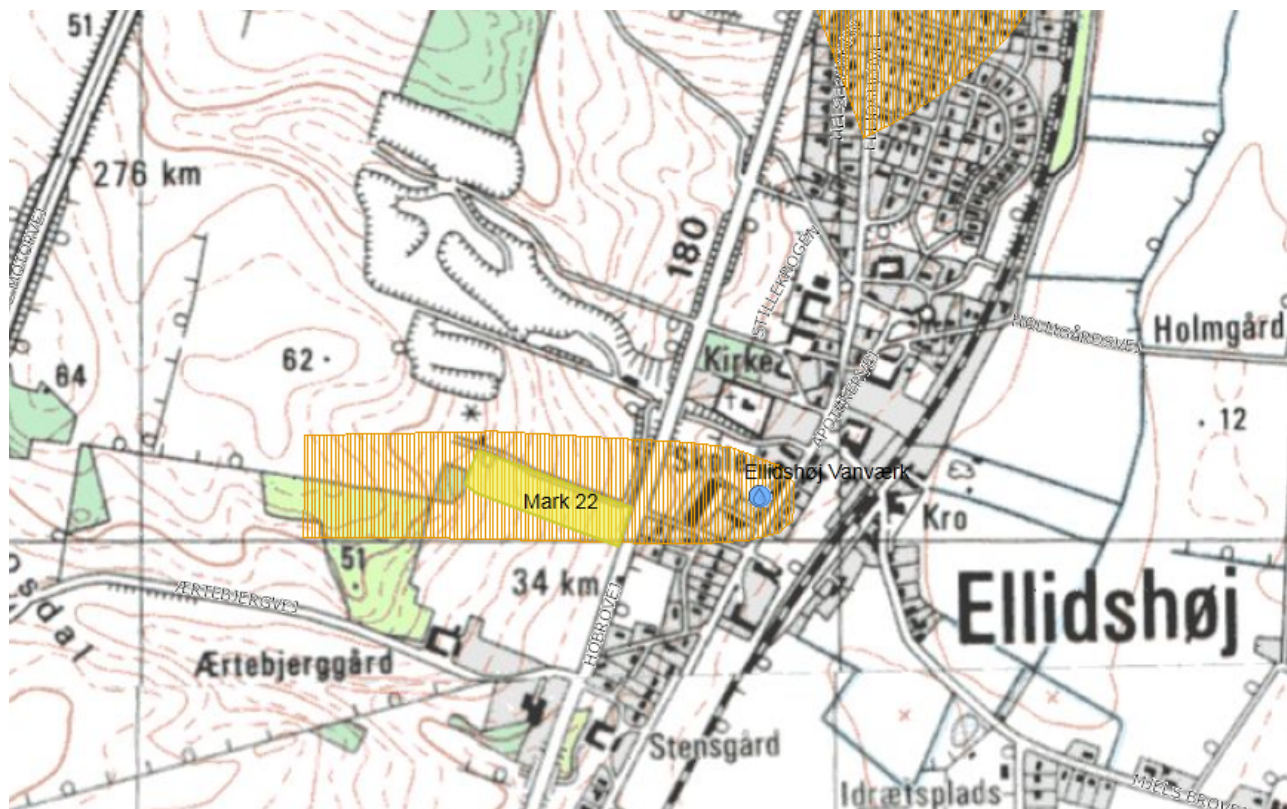 51
276 km
180
STILLEKROGEN
Kirke
HOLMGÅRDSVEJ
Holmgård
62
64
APOTEKERVEJ
12
Skole
Ellidshøj Vanværk
Mark 22
Kro
51
34 km
Ellidshøj
ÆRTEBJERGVEJ
HOBROVEJ
Ærtebjerggård
Stensgård
Idrætsplads